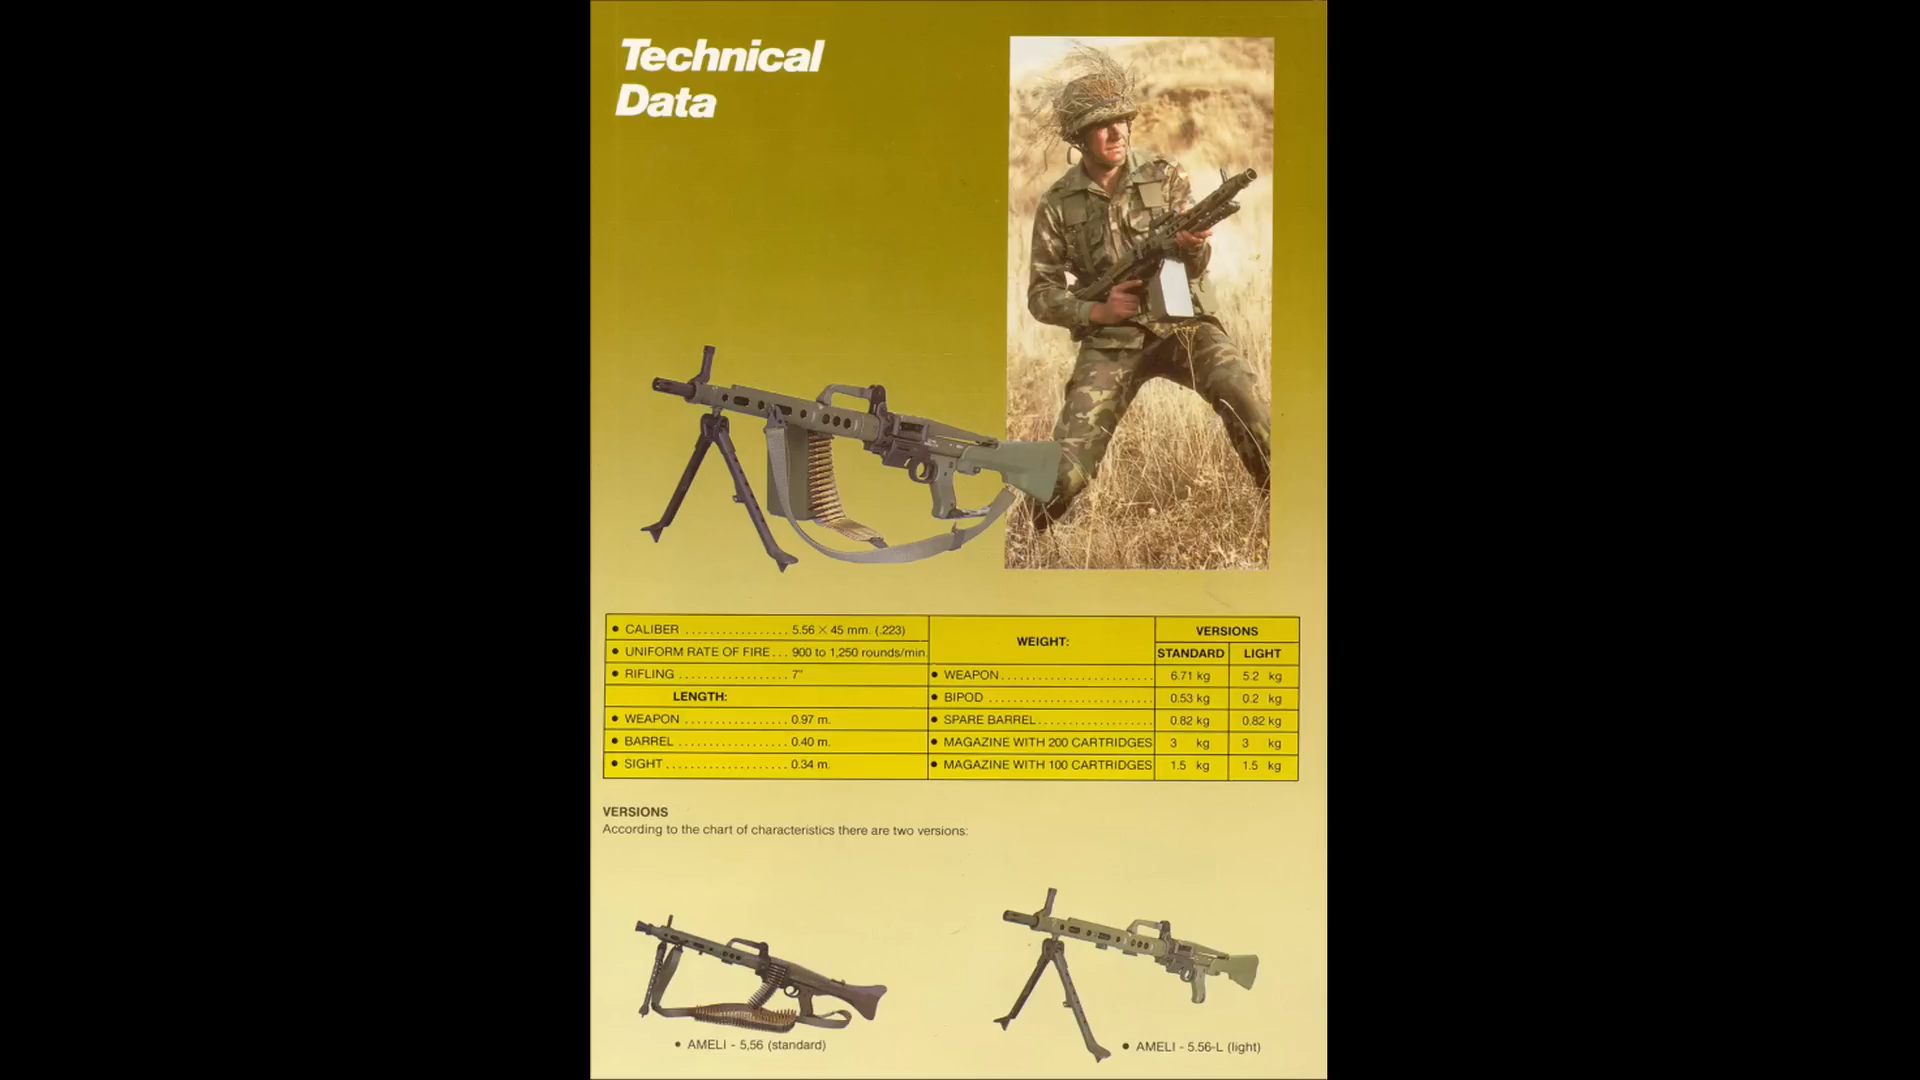 Technical
Data
• CALIBER ................. 5.56 × 45 mm. (.223)
• UNIFORM RATE OF FIRE... 900 to 1,250 rounds/min.
• RIFLING .................. 7"
LENGTH:
• WEAPON ................. 0.97 m.
• BARREL .................. 0.40 m.
• SIGHT .................... 0.34 m.
WEIGHT:
VERSIONS
STANDARD LIGHT
• WEAPON ......................... 6.71 kg 5.2 kg
• BIPOD ........................... 0.53 kg 0.2 kg
• SPARE BARREL ................... 0.82 kg 0.82 kg
• MAGAZINE WITH 200 CARTRIDGES 3 kg 3 kg
• MAGAZINE WITH 100 CARTRIDGES 1.5 kg 1.5 kg
VERSIONS
According to the chart of characteristics there are two versions:
• AMELI - 5,56 (standard)
• AMELI - 5.56-L (light)